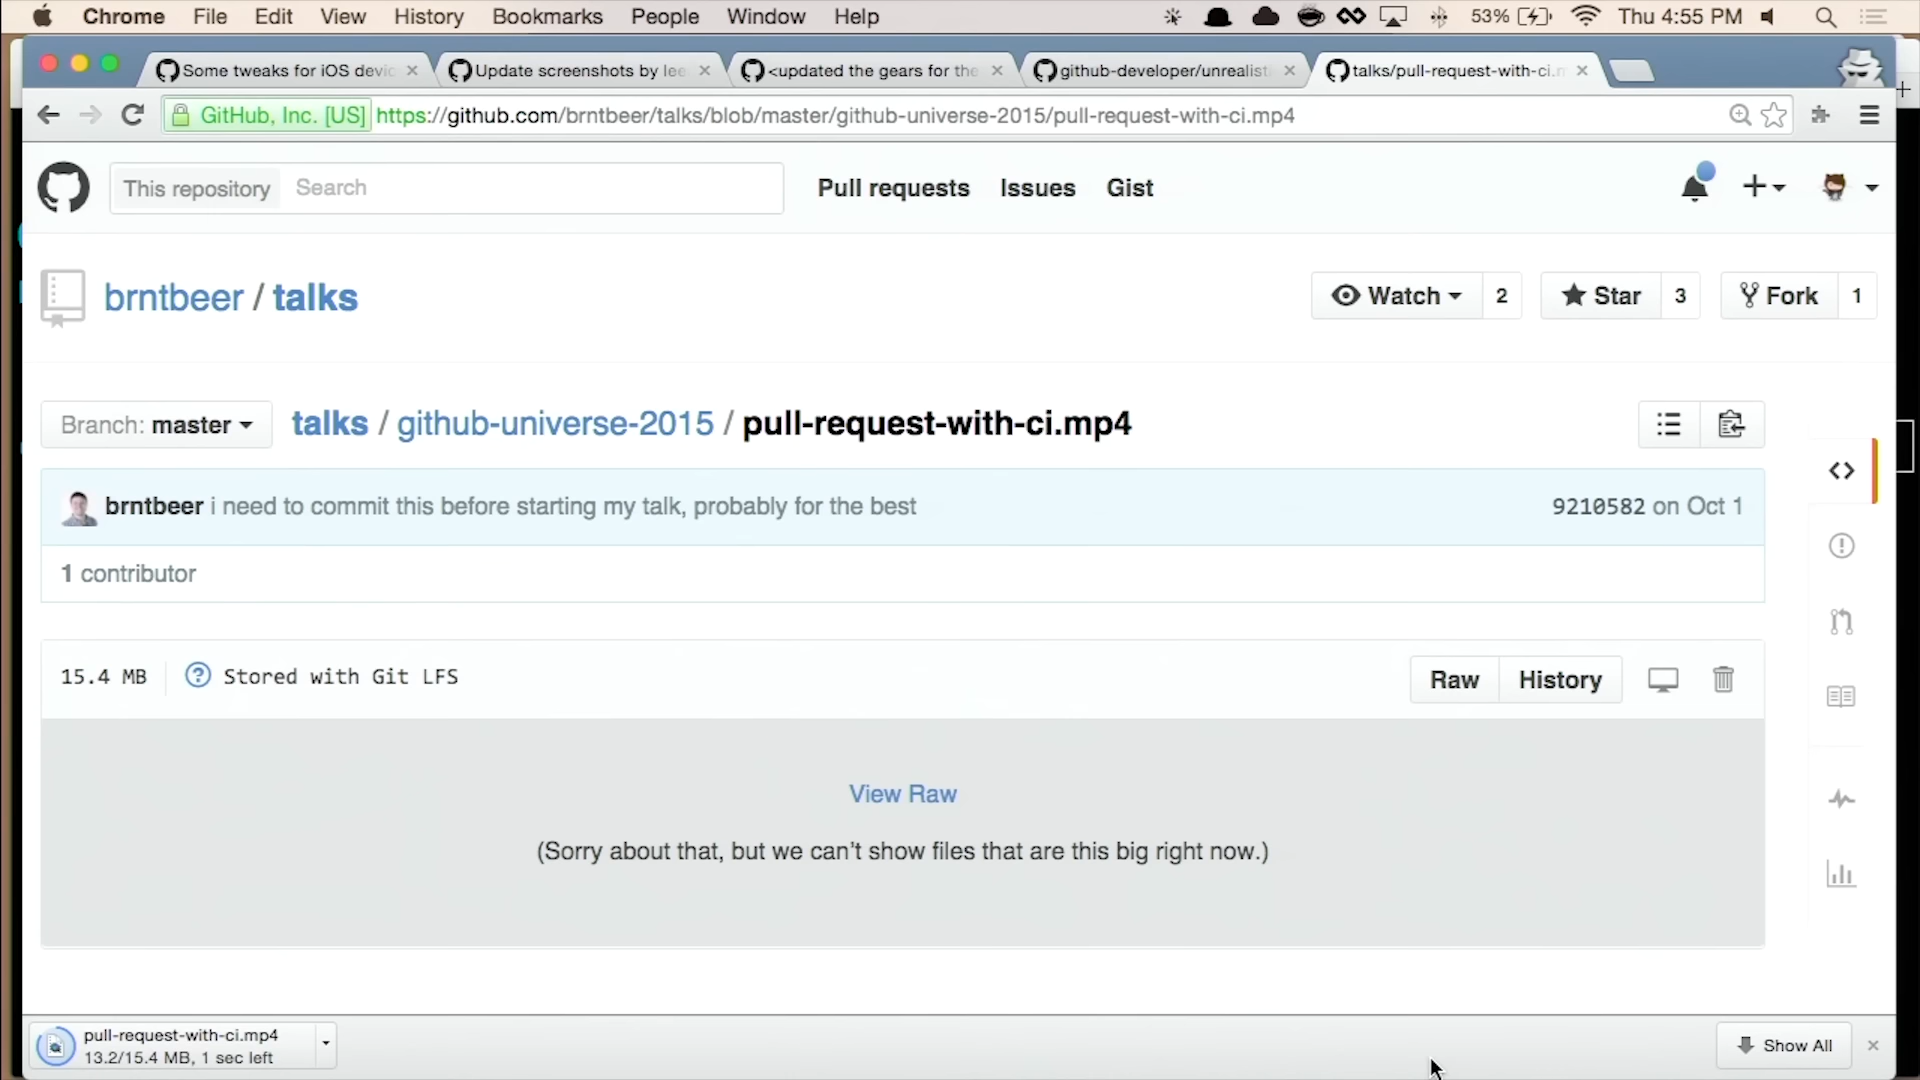 Chrome File Edit View History Bookmarks People Window Help 53% Thu 4:55 PM
Some tweaks for iOS devic Update screenshots by lee <updated the gears for the github-developer/unrealist talks/pull-request-with-ci.m
GitHub, Inc. [US] https://github.com/brntbeer/talks/blob/master/github-universe-2015/pull-request-with-ci.mp4
This repository Search Pull requests Issues Gist
brntbeer / talks Watch 2 Star 3 Fork 1
Branch: master talks / github-universe-2015 / pull-request-with-ci.mp4
brntbeer i need to commit this before starting my talk, probably for the best 9210582 on Oct 1
1 contributor
15.4 MB Stored with Git LFS Raw History
View Raw
(Sorry about that, but we can't show files that are this big right now.)
pull-request-with-ci.mp4
13.2/15.4 MB, 1 sec left
Show All